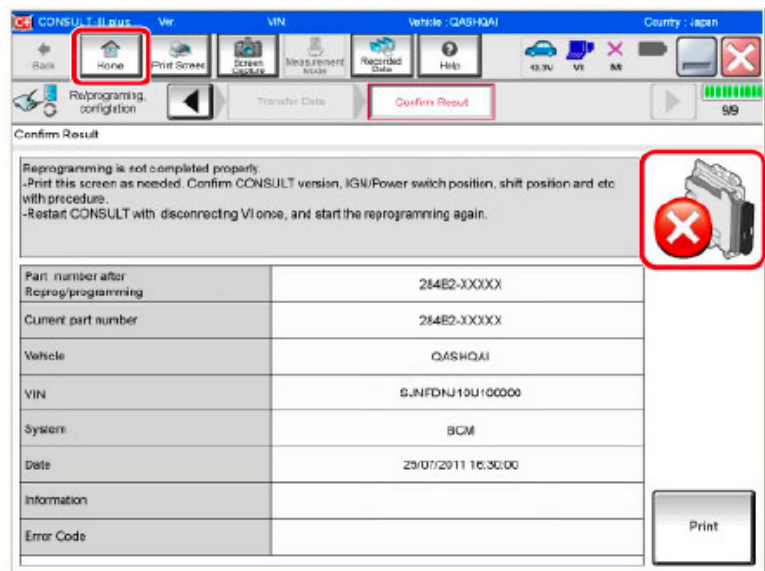 CONSULT-III plus Ver. VIN: Vehicle : QASHQAI Country : Japan
Back
Home
Print Screen
Screen Capture
Measurement Mode
Recorded Data
Help
VI
MI
Re/programing, configlation
Transfer Data
Confirm Result
9/9
Confirm Result
Reprogramming is not completed properly.
-Print this screen as needed. Confirm CONSULT version, IGN/Power switch position, shift position and etc
with procedure.
-Restart CONSULT with disconnecting VI once, and start the reprogramming again.
Part number after
Reprog/programming
284B2-XXXXX
Current part number
284B2-XXXXX
Vehicle
QASHQAI
VIN
SJNFDNJ10U100000
System
BCM
Date
29/07/2011 16:30:00
Information
Error Code
Print